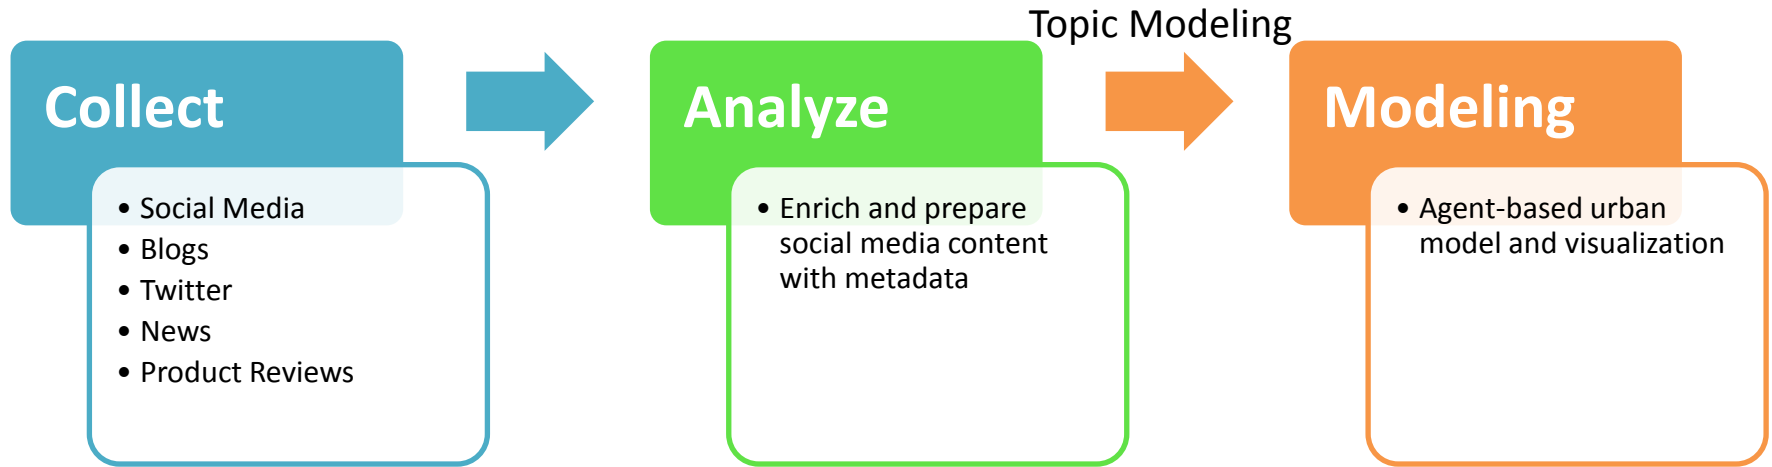 Topic Modeling
Collect
• Social Media
• Blogs
• Twitter
• News
• Product Reviews
Analyze
• Enrich and prepare
social media content
with metadata
Modeling
• Agent-based urban
model and visualization